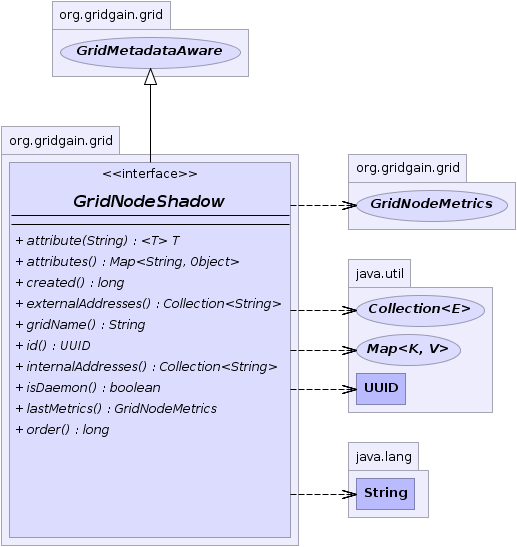 org.gridgain.grid
GridMetadataAware
org.gridgain.grid
<<interface>>
GridNodeShadow
+ attribute(String) : <T> T
+ attributes() : Map<String, Object>
+ created() : long
+ externalAddresses() : Collection<String>
+ gridName() : String
+ id() : UUID
+ internalAddresses() : Collection<String>
+ isDaemon() : boolean
+ lastMetrics() : GridNodeMetrics
+ order() : long
org.gridgain.grid
GridNodeMetrics
java.util
Collection<E>
Map<K, V>
UUID
java.lang
String